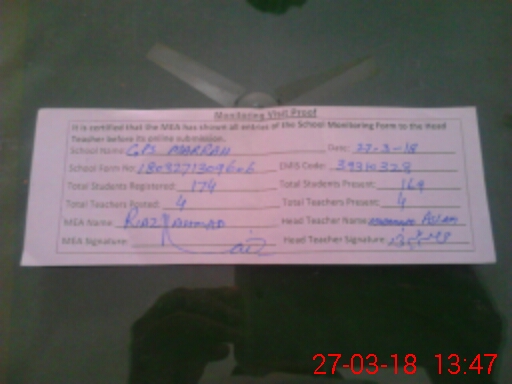 Monitoring Visit Proof
It is certified that the MEA has shown all entries of the School Monitoring Form to the Head
Teacher before its online submission.
School Name: GPS MARRAH Date: 27-3-18
School Form No: EMIS Code: 39310328
Total Students Registered: 174 Total Students Present: 169
Total Teachers Posted: 4 Total Teachers Present: 4
MEA Name: RIAZ AHMAD Head Teacher Name: ASLAM
MEA Signature: Head Teacher Signature:
27-03-18 13:47